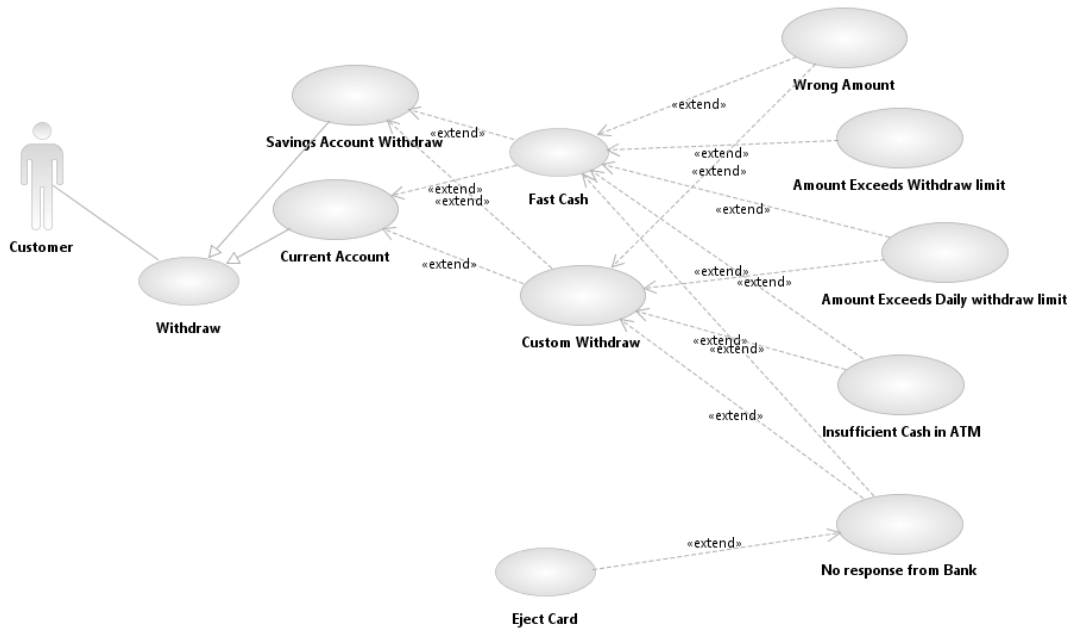 Wrong Amount
«extend»
Savings Account Withdraw
«extend»
«extend»
Amount Exceeds Withdraw limit
«extend»
Fast Cash
«extend»
«extend»
«extend»
Customer
Current Account
«extend»
«extend»
«extend»
Amount Exceeds Daily withdraw limit
Withdraw
Custom Withdraw
«extend»
«extend»
«extend»
Insufficient Cash in ATM
«extend»
No response from Bank
Eject Card